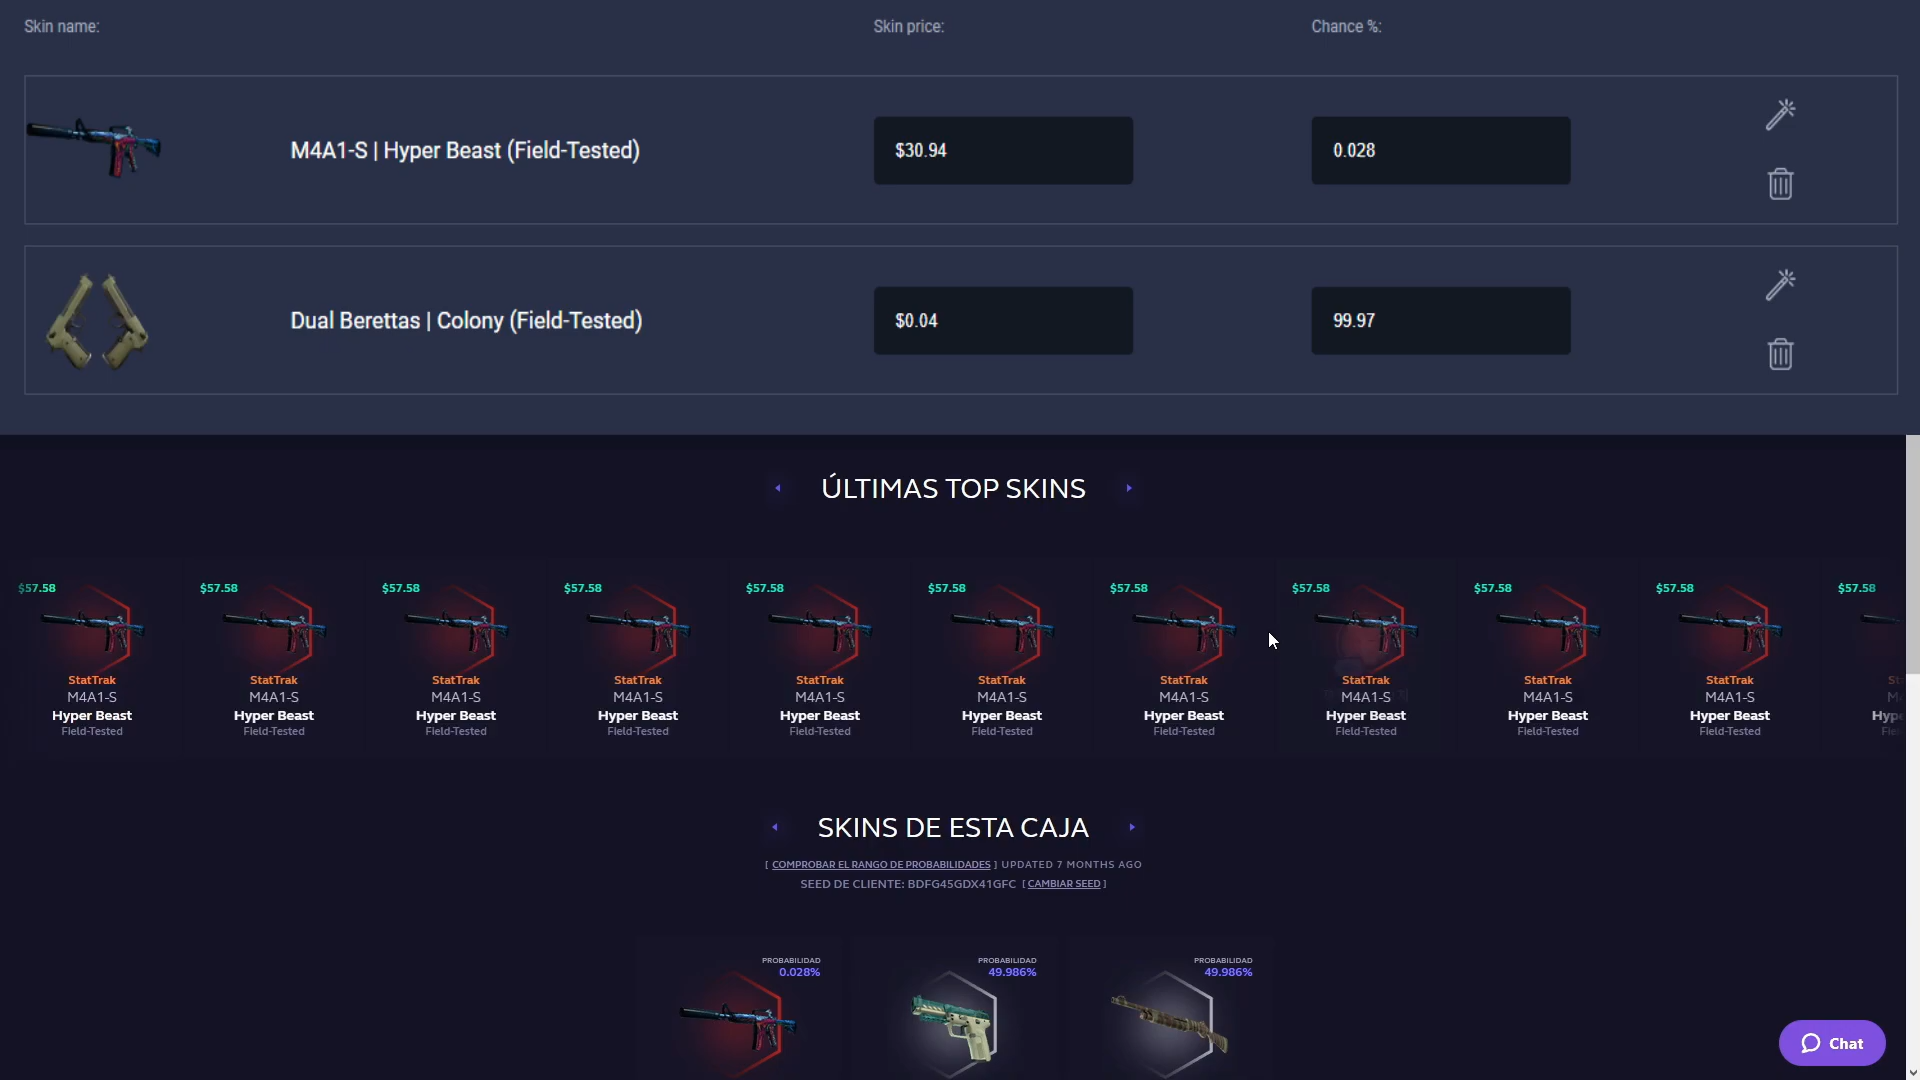 Skin name:
Skin price:
Chance %:
M4A1-S | Hyper Beast (Field-Tested)
$30.94
0.028
Dual Berettas | Colony (Field-Tested)
$0.04
99.97
ÚLTIMAS TOP SKINS
$57.58
StatTrak
M4A1-S
Hyper Beast
Field-Tested
$57.58
StatTrak
M4A1-S
Hyper Beast
Field-Tested
$57.58
StatTrak
M4A1-S
Hyper Beast
Field-Tested
$57.58
StatTrak
M4A1-S
Hyper Beast
Field-Tested
$57.58
StatTrak
M4A1-S
Hyper Beast
Field-Tested
$57.58
StatTrak
M4A1-S
Hyper Beast
Field-Tested
$57.58
StatTrak
M4A1-S
Hyper Beast
Field-Tested
$57.58
StatTrak
M4A1-S
Hyper Beast
Field-Tested
$57.58
StatTrak
M4A1-S
Hyper Beast
Field-Tested
$57.58
StatTrak
M4A1-S
Hyper Beast
Field-Tested
$57.58
SKINS DE ESTA CAJA
[ COMPROBAR EL RANGO DE PROBABILIDADES ] UPDATED 7 MONTHS AGO
SEED DE CLIENTE: BDFG45GDX41GFC [ CAMBIAR SEED ]
PROBABILIDAD
0.028%
PROBABILIDAD
49.986%
PROBABILIDAD
49.986%
Chat